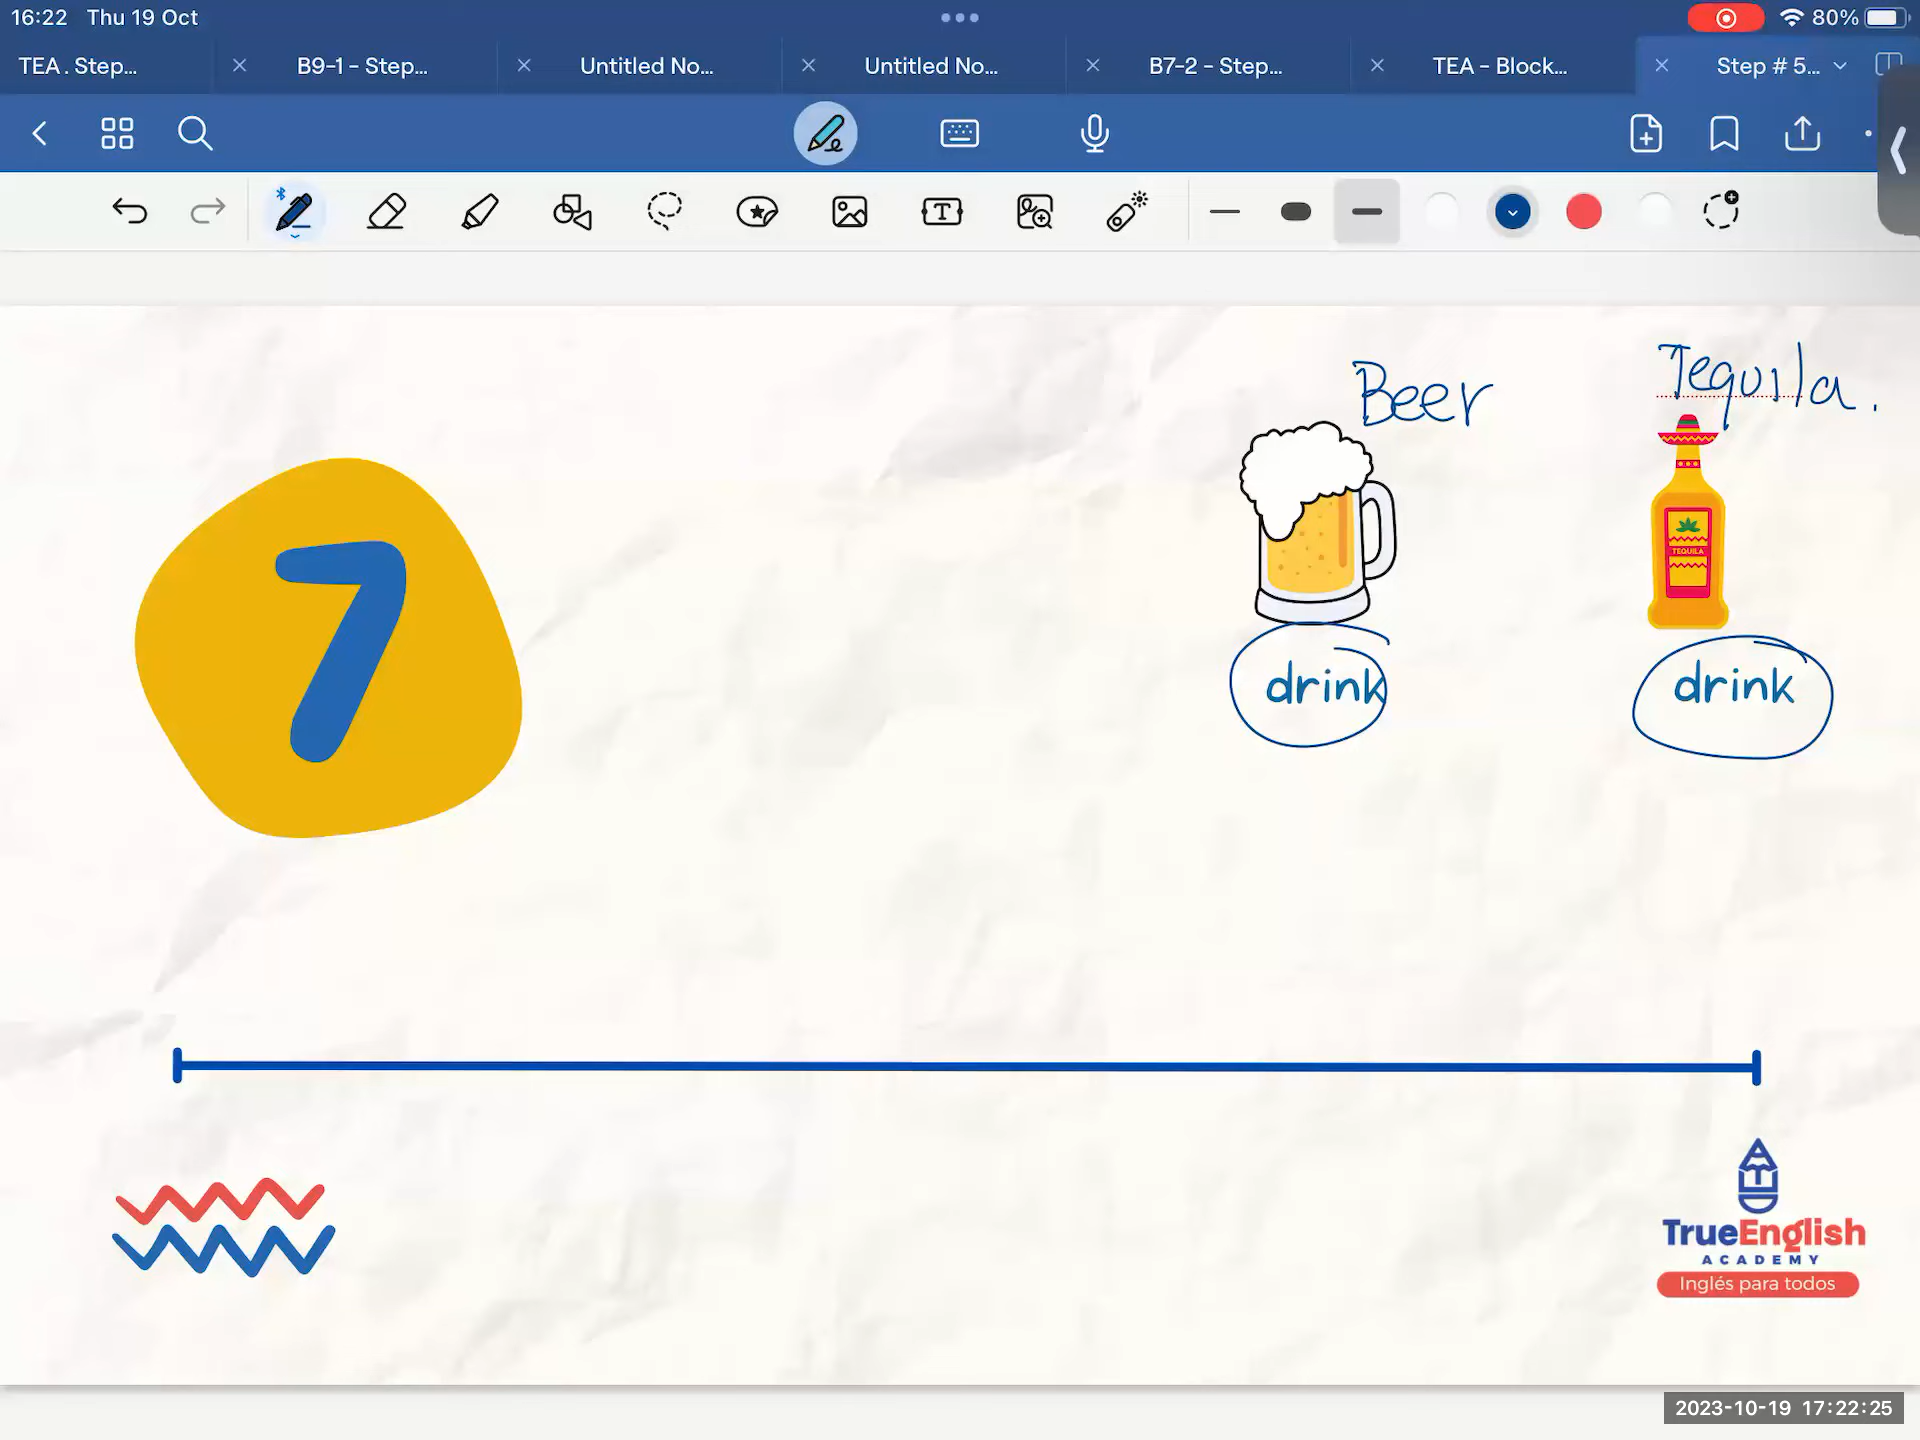 16:22 Thu 19 Oct
80%
TEA . Step...
B9-1 - Step...
Untitled No...
Untitled No...
B7-2 - Step...
TEA - Block...
Step # 5...
Beer
Tequila.
7
TEQUILA
drink
drink
TrueEnglish
ACADEMY
Inglés para todos
2023-10-19 17:22:25